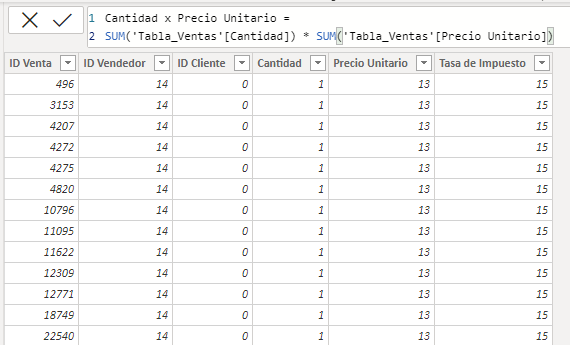 1 Cantidad x Precio Unitario =
2 SUM('Tabla_Ventas'[Cantidad]) * SUM('Tabla_Ventas'[Precio Unitario])
ID Venta ID Vendedor ID Cliente Cantidad Precio Unitario Tasa de Impuesto
496 14 0 1 13 15
3153 14 0 1 13 15
4207 14 0 1 13 15
4272 14 0 1 13 15
4275 14 0 1 13 15
4820 14 0 1 13 15
10796 14 0 1 13 15
11095 14 0 1 13 15
11622 14 0 1 13 15
12309 14 0 1 13 15
12771 14 0 1 13 15
18749 14 0 1 13 15
22540 14 0 1 13 15